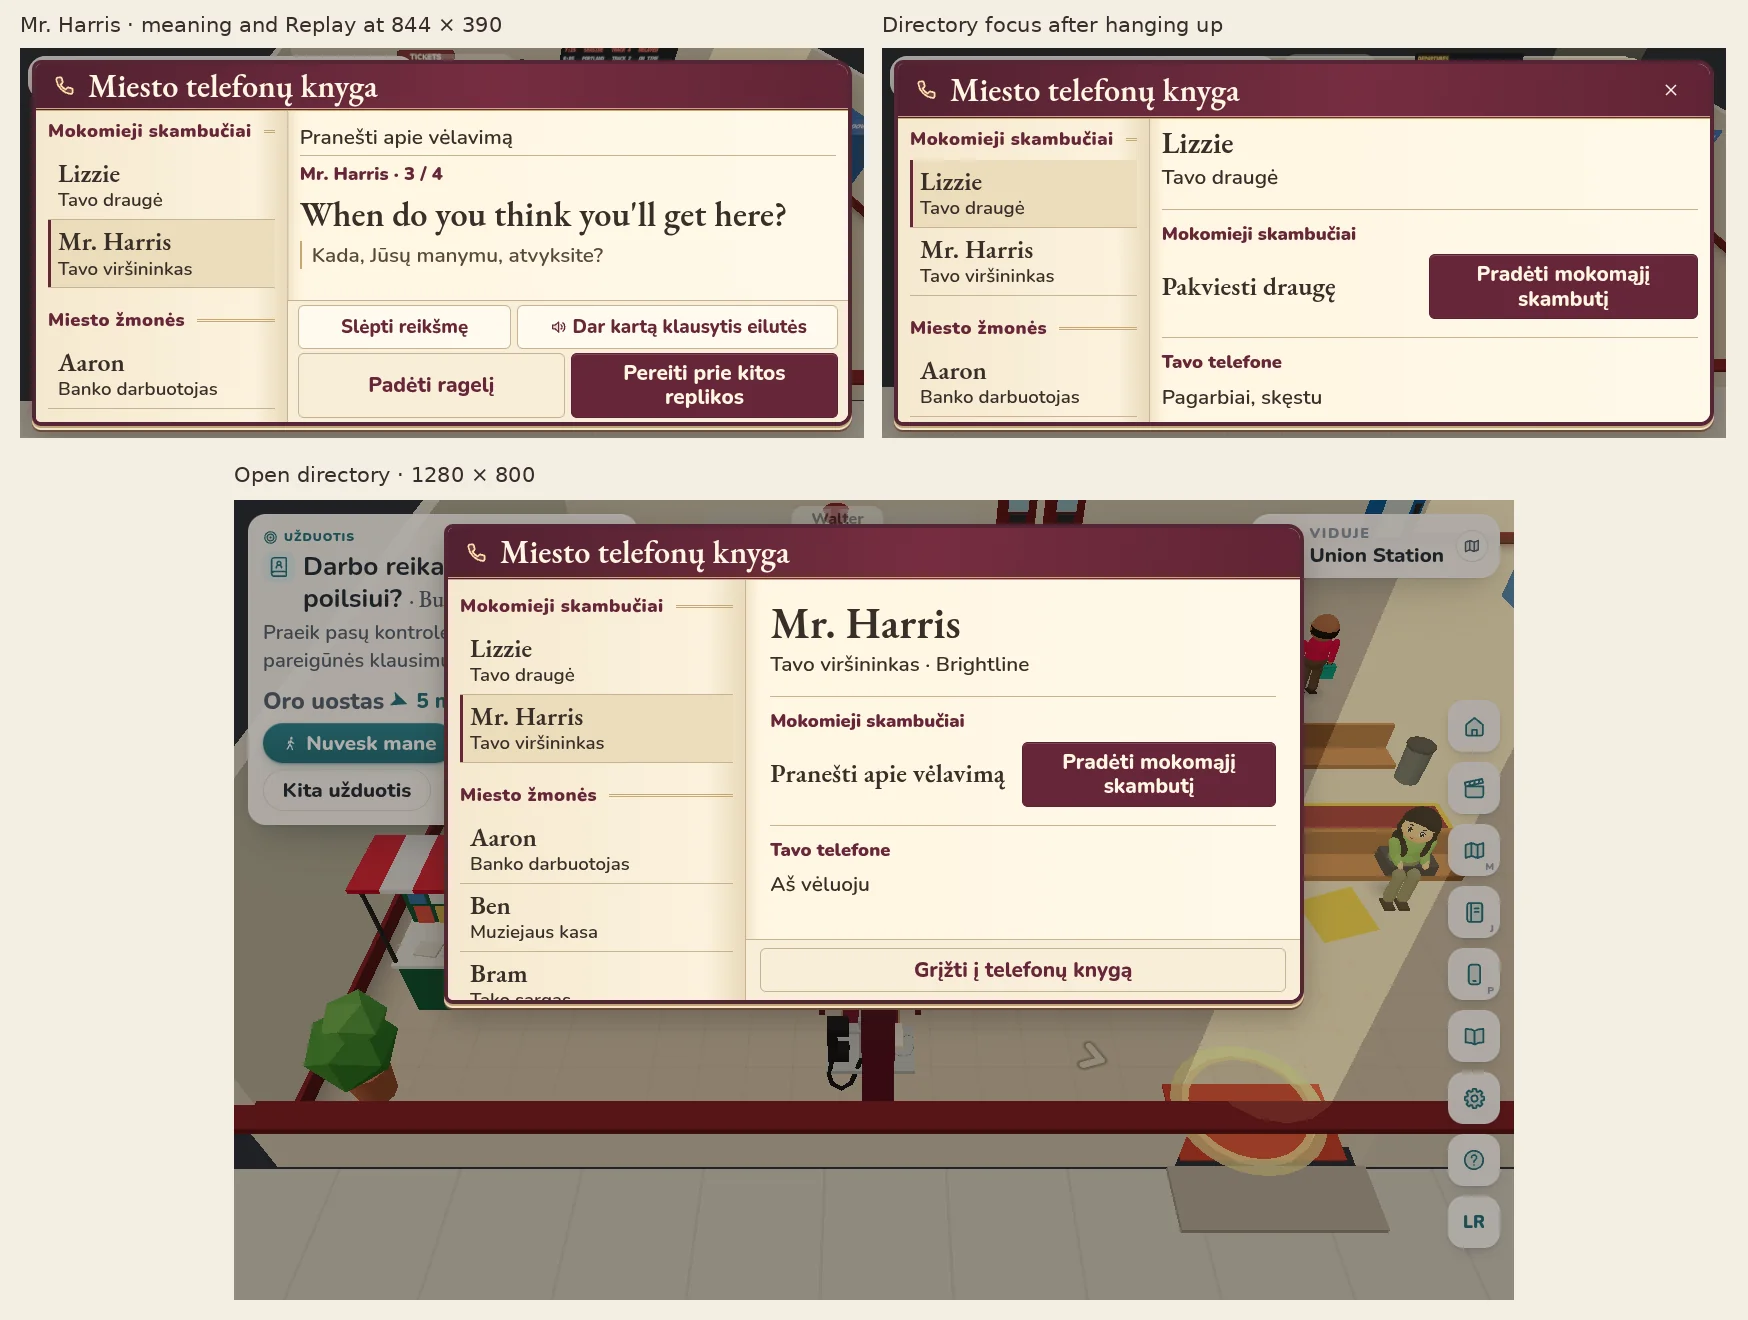 Mr. Harris · meaning and Replay at 844 × 390
TICKETS
Miesto telefonų knyga
Mokomieji skambučiai
Lizzie
Tavo draugė
Mr. Harris
Tavo viršininkas
Miesto žmonės
Aaron
Banko darbuotojas
Pranešti apie vėlavimą
Mr. Harris · 3 / 4
When do you think you'll get here?
Kada, Jūsų manymu, atvyksite?
Slėpti reikšmę
Dar kartą klausytis eilutės
Padėti ragelį
Pereiti prie kitos
replikos
Directory focus after hanging up
Miesto telefonų knyga
×
Mokomieji skambučiai
Lizzie
Tavo draugė
Mr. Harris
Tavo viršininkas
Miesto žmonės
Aaron
Banko darbuotojas
Lizzie
Tavo draugė
Mokomieji skambučiai
Pakviesti draugę
Pradėti mokomąjį
skambutį
Tavo telefone
Pagarbiai, skęstu
Open directory · 1280 × 800
UŽDUOTIS
Darbo reika
poilsiui? · Bu
Praeik pasų kontrolę
pareigūnės klausimu
Oro uostas 5 m
Nuvesk mane
Kita užduotis
Walter
VIDUJE
Union Station
Miesto telefonų knyga
Mokomieji skambučiai
Lizzie
Tavo draugė
Mr. Harris
Tavo viršininkas
Miesto žmonės
Aaron
Banko darbuotojas
Ben
Muziejaus kasa
Bram
Tako sargas
Mr. Harris
Tavo viršininkas · Brightline
Mokomieji skambučiai
Pranešti apie vėlavimą
Pradėti mokomąjį
skambutį
Tavo telefone
Aš vėluoju
Grįžti į telefonų knygą
M
J
P
LR